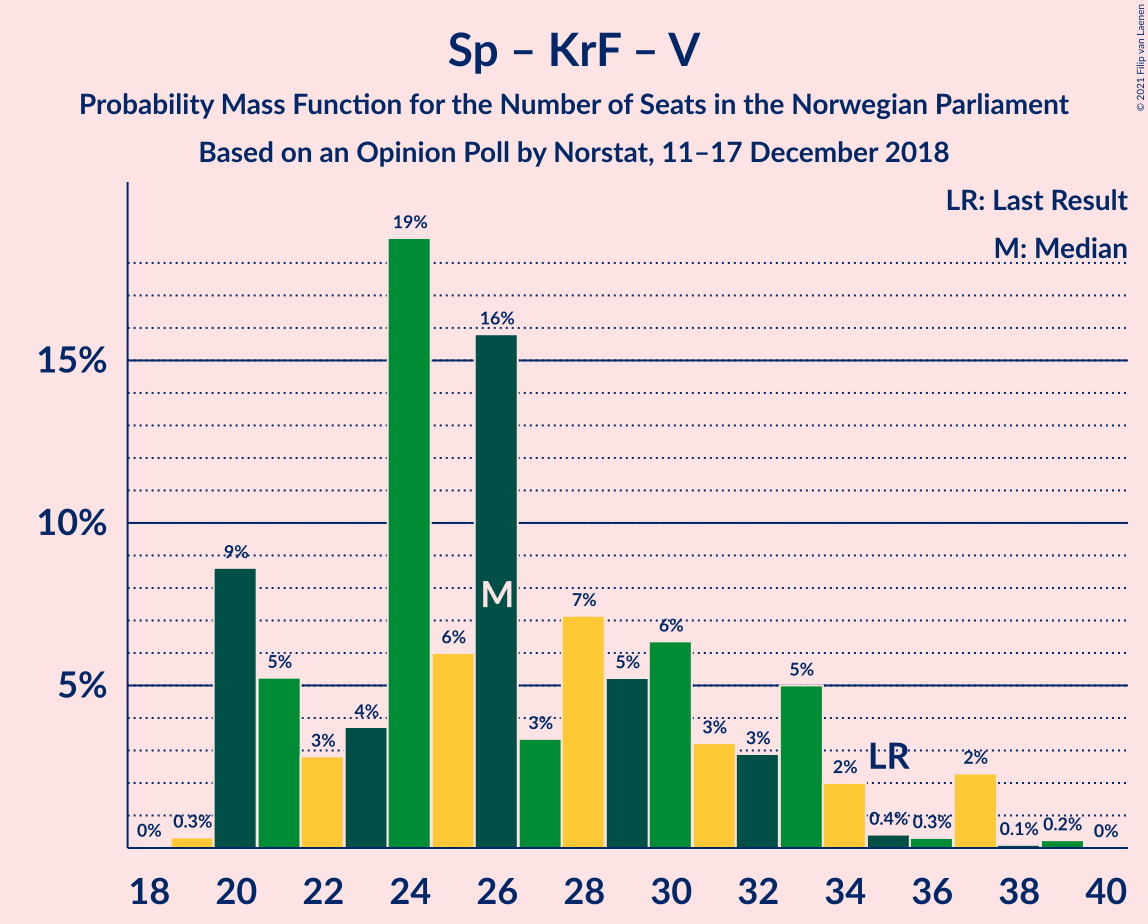 Sp – KrF – V
Probability Mass Function for the Number of Seats in the Norwegian Parliament
Based on an Opinion Poll by Norstat, 11–17 December 2018
© 2021 Filip van Laenen
LR: Last Result
M: Median
15%
10%
5%
0%
0.3%
9%
5%
3%
4%
19%
6%
16%
M
3%
7%
5%
6%
3%
3%
5%
2%
LR
0.4%
0.3%
2%
0.1%
0.2%
0%
18 20 22 24 26 28 30 32 34 36 38 40